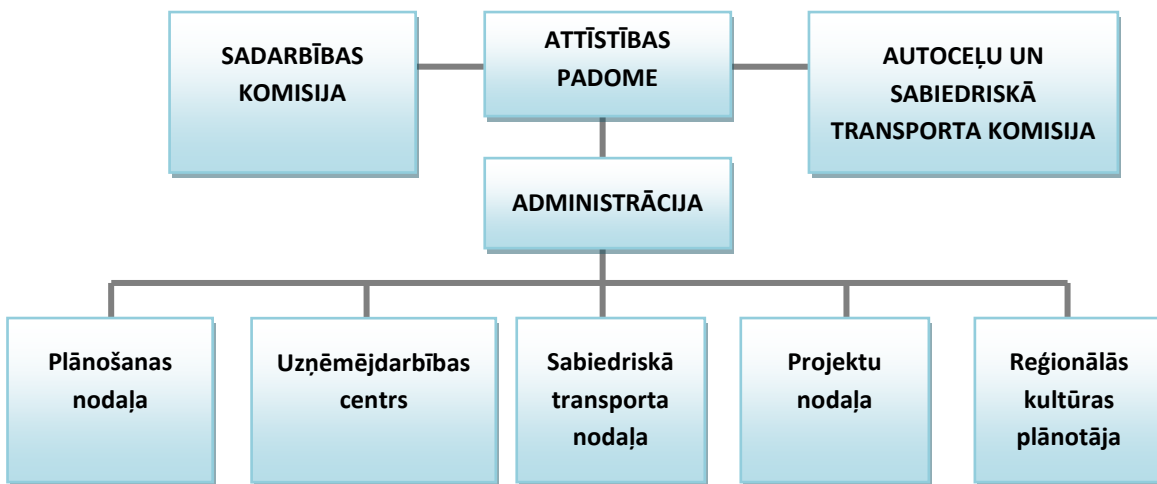 SADARBĪBAS
KOMISIJA
ATTĪSTĪBAS
PADOME
AUTOCEĻU UN
SABIEDRISKĀ
TRANSPORTA KOMISIJA
ADMINISTRĀCIJA
Plānošanas
nodaļa
Uzņēmējdarbības
centrs
Sabiedriskā
transporta
nodaļa
Projektu
nodaļa
Reģionālās
kultūras
plānotāja